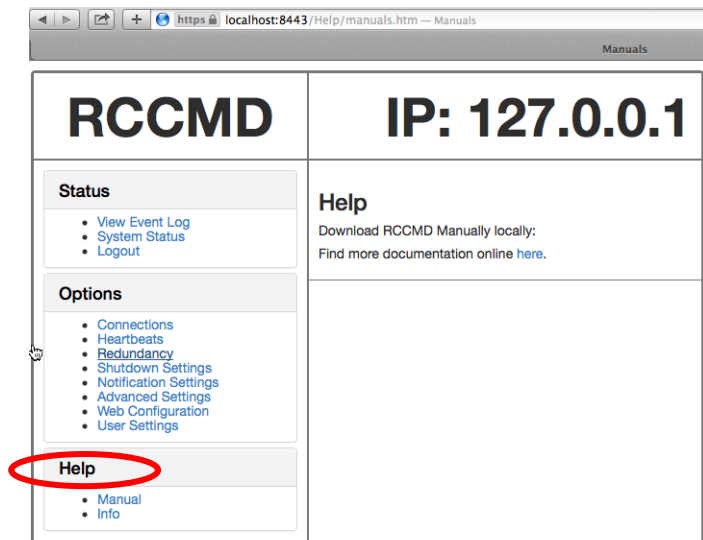 https localhost:8443/Help/manuals.htm — Manuals
Manuals
RCCMD
IP: 127.0.0.1
Status
View Event Log
System Status
Logout
Options
Connections
Heartbeats
Redundancy
Shutdown Settings
Notification Settings
Advanced Settings
Web Configuration
User Settings
Help
Manual
Info
Help
Download RCCMD Manually locally:
Find more documentation online here.